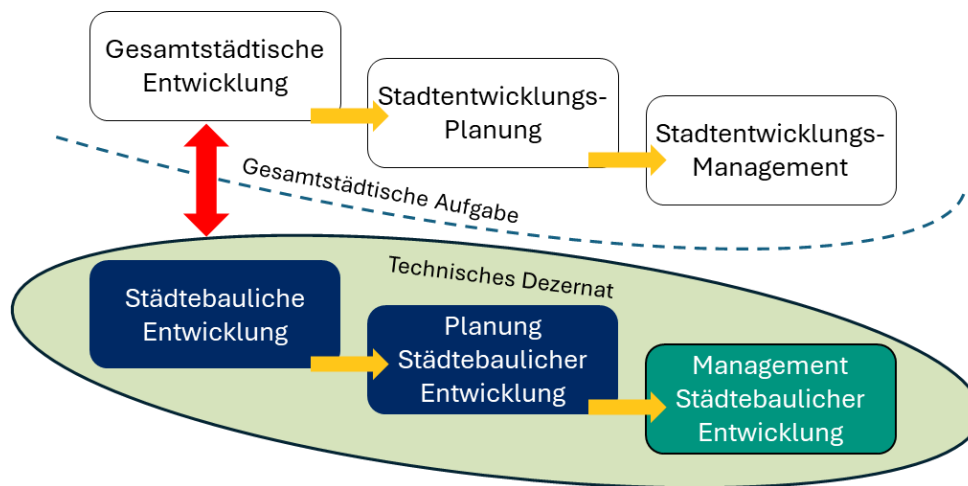 Gesamtstädtische
Entwicklung
Stadtentwicklungs-
Planung
Stadtentwicklungs-
Management
Gesamtstädtische Aufgabe
Technisches Dezernat
Städtebauliche
Entwicklung
Planung
Städtebaulicher
Entwicklung
Management
Städtebaulicher
Entwicklung